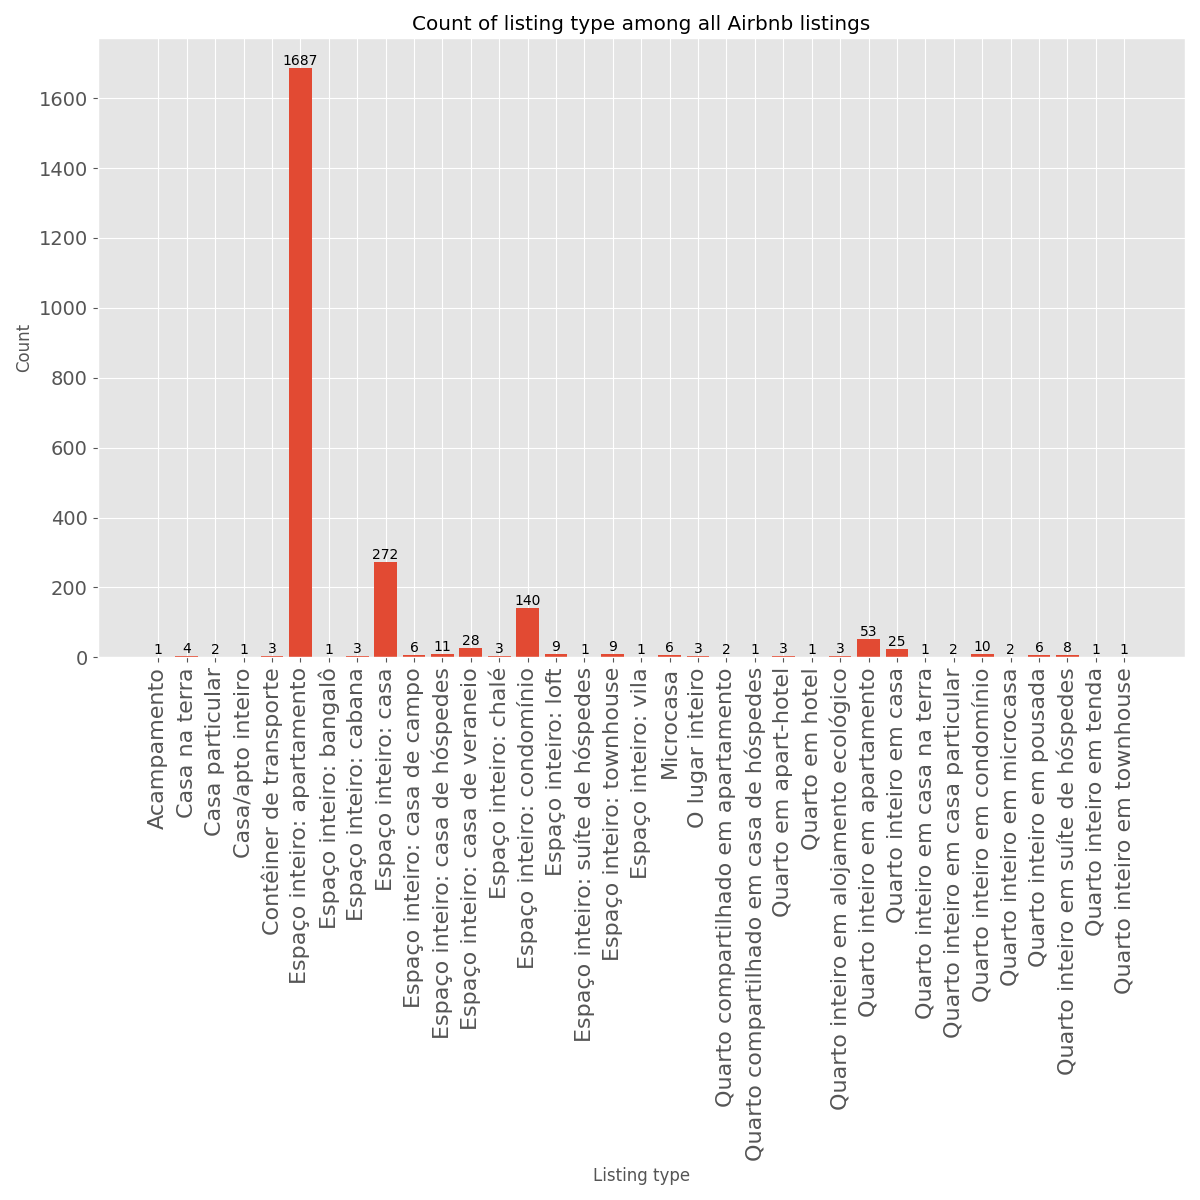 Count of listing type among all Airbnb listings
Count
1600
1400
1200
1000
800
600
400
200
0
1
4
2
1
3
1687
1
3
272
6
11
28
3
140
9
1
9
1
6
3
2
1
3
1
3
53
25
1
2
10
2
6
8
1
1
Acampamento
Casa na terra
Casa particular
Casa/apto inteiro
Contêiner de transporte
Espaço inteiro: apartamento
Espaço inteiro: bangalô
Espaço inteiro: cabana
Espaço inteiro: casa
Espaço inteiro: casa de campo
Espaço inteiro: casa de hóspedes
Espaço inteiro: casa de veraneio
Espaço inteiro: chalé
Espaço inteiro: condomínio
Espaço inteiro: loft
Espaço inteiro: suíte de hóspedes
Espaço inteiro: townhouse
Espaço inteiro: vila
Microcasa
O lugar inteiro
Quarto compartilhado em apartamento
Quarto compartilhado em casa de hóspedes
Quarto em apart-hotel
Quarto em hotel
Quarto inteiro em alojamento ecológico
Quarto inteiro em apartamento
Quarto inteiro em casa
Quarto inteiro em casa na terra
Quarto inteiro em casa particular
Quarto inteiro em condomínio
Quarto inteiro em microcasa
Quarto inteiro em pousada
Quarto inteiro em suíte de hóspedes
Quarto inteiro em tenda
Quarto inteiro em townhouse
Listing type